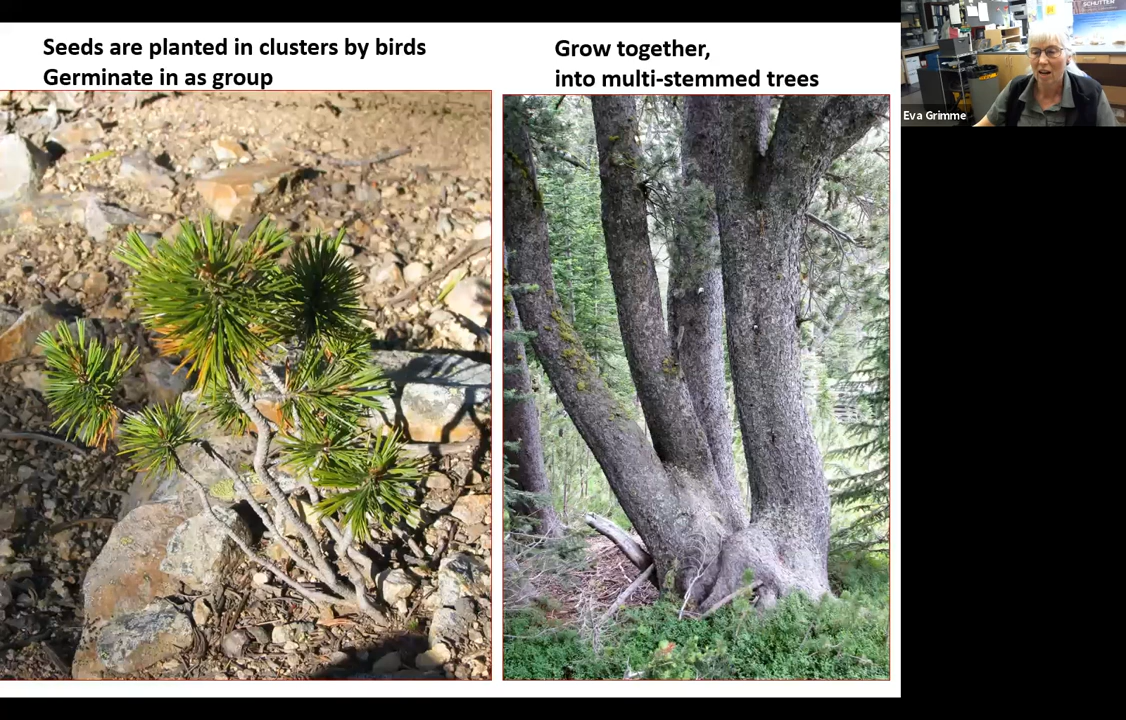 Seeds are planted in clusters by birds
Germinate in as group
Grow together,
into multi-stemmed trees
SCHUTTER
Eva Grimme